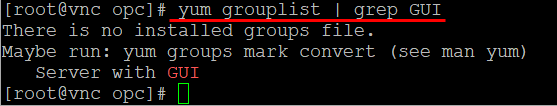 [root@vnc opc]# yum grouplist | grep GUI
There is no installed groups file.
Maybe run: yum groups mark convert (see man yum)
   Server with GUI
[root@vnc opc]#